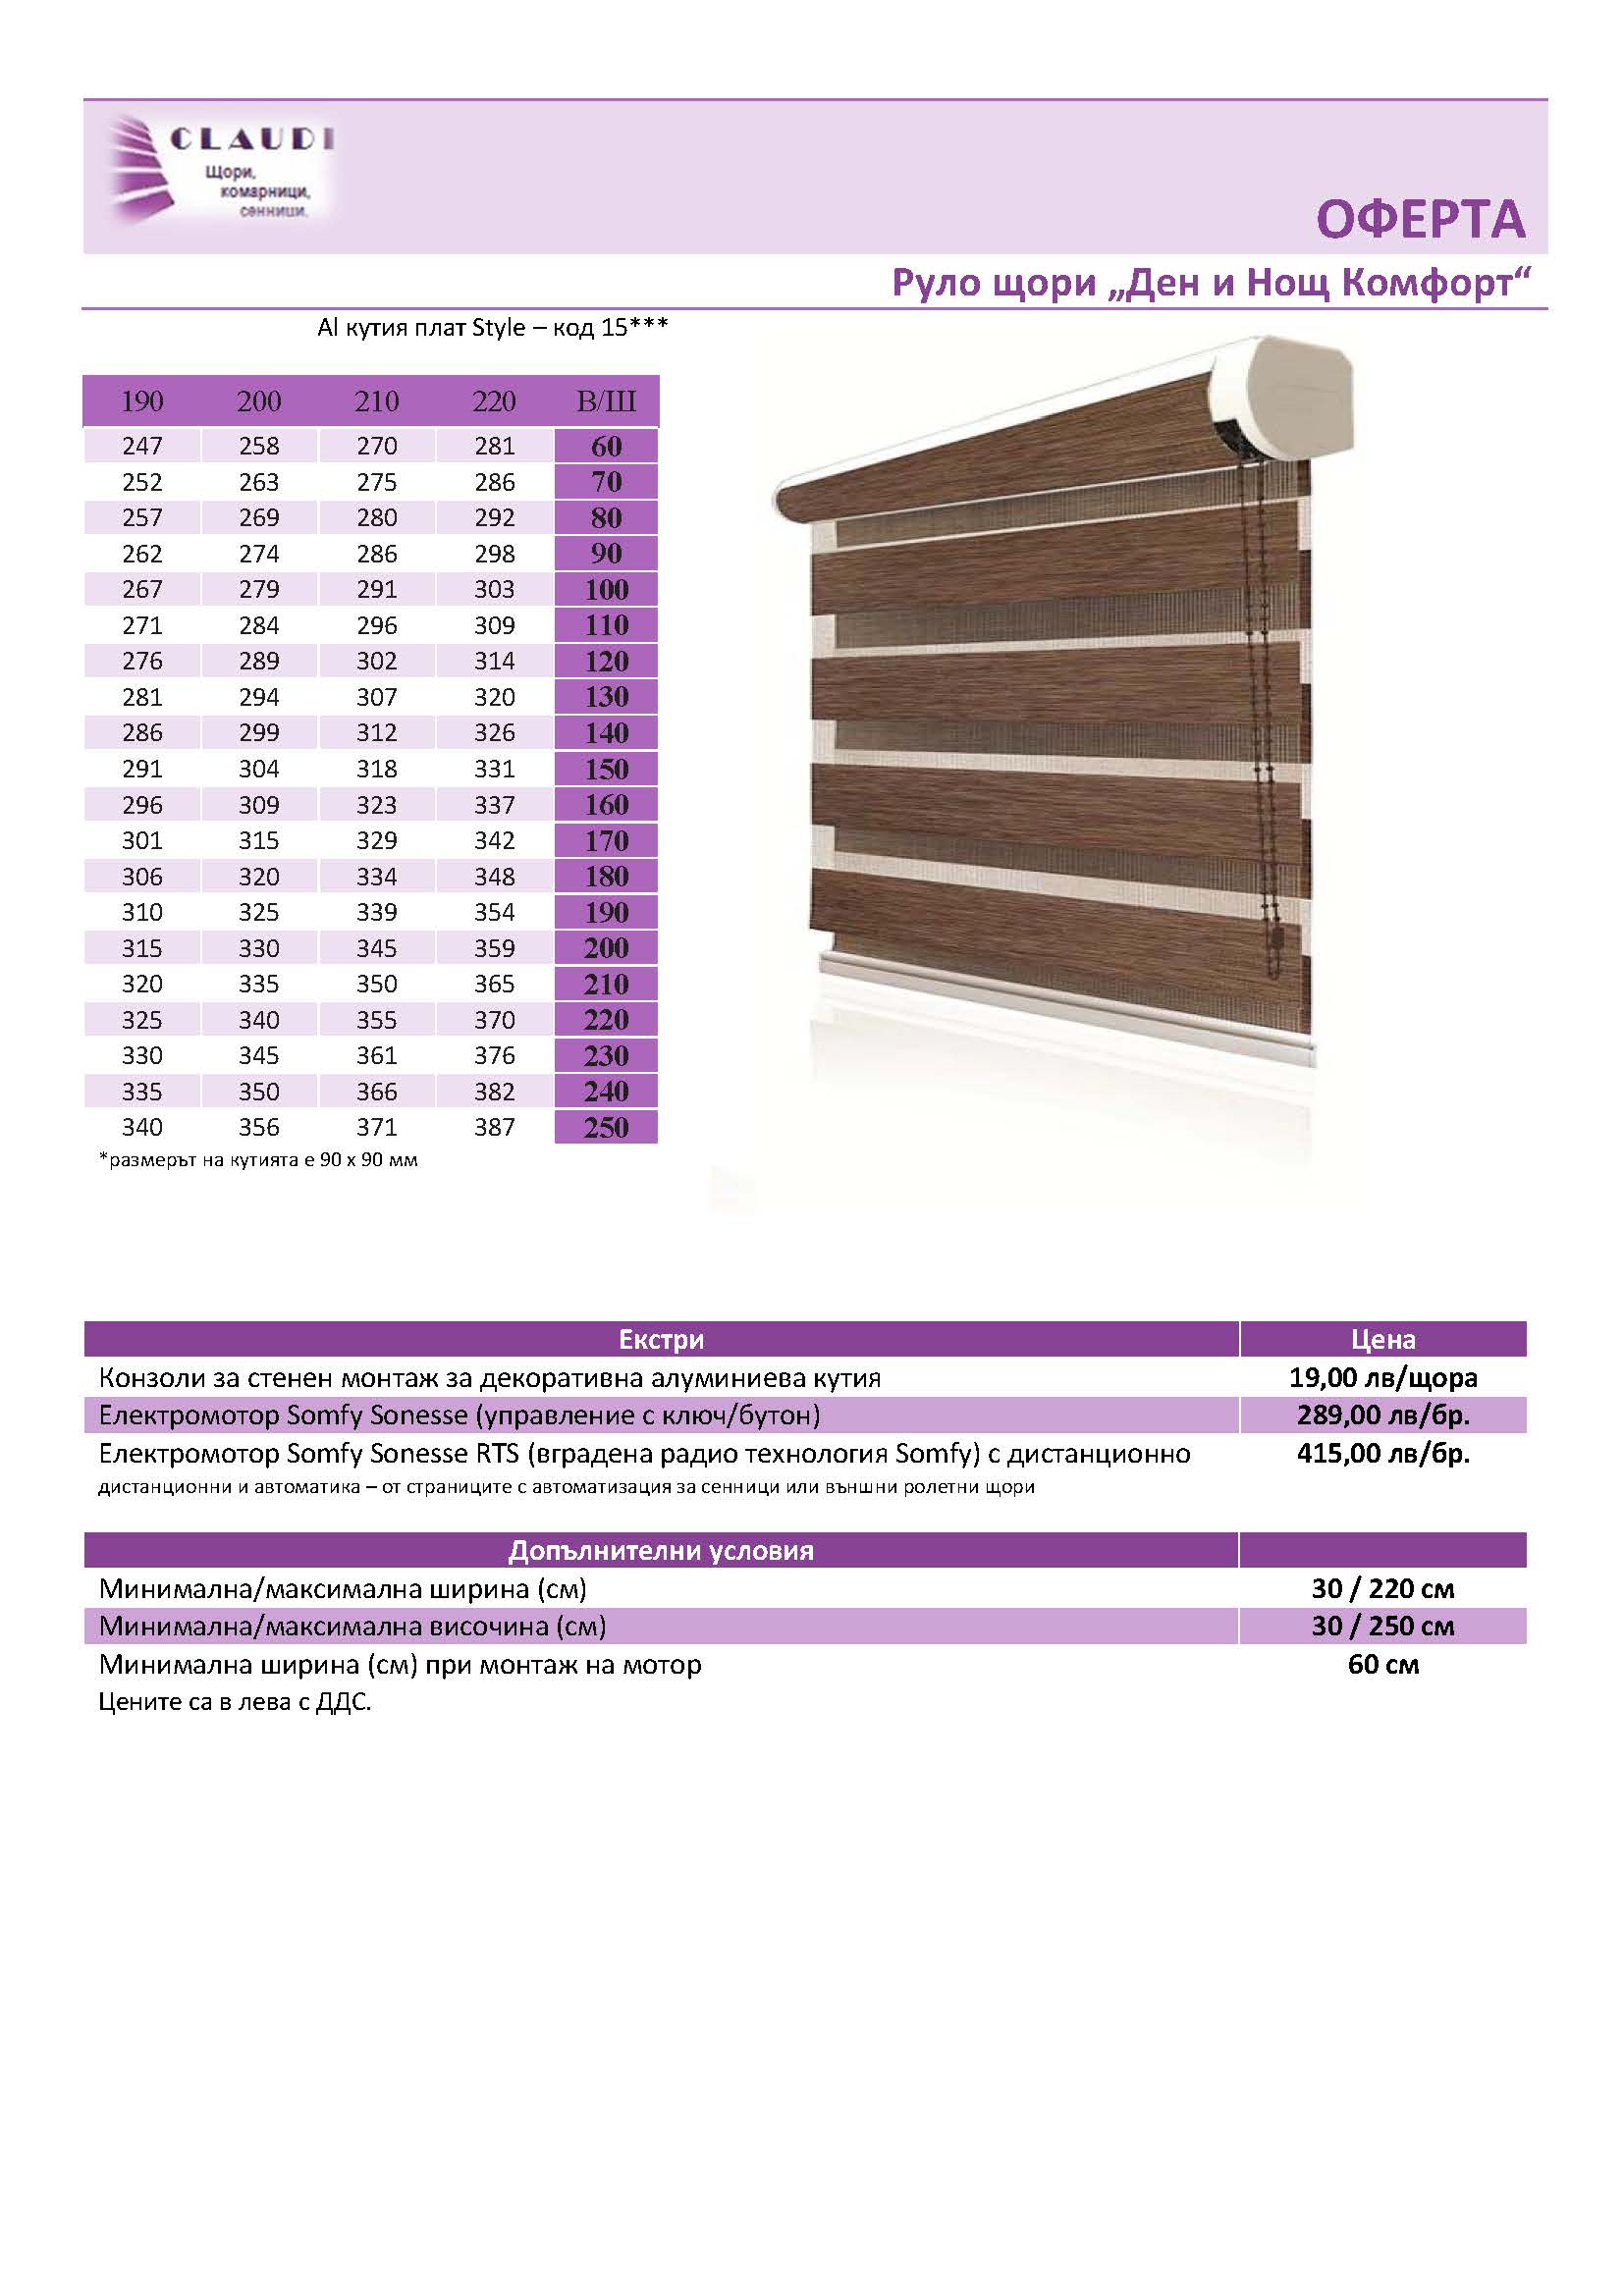 CLAUDI
Щори,
комарници,
сенници.
ОФЕРТА
Руло щори „Ден и Нощ Комфорт“
Al кутия плат Style – код 15***
190 200 210 220 В/Ш
247 258 270 281 60
252 263 275 286 70
257 269 280 292 80
262 274 286 298 90
267 279 291 303 100
271 284 296 309 110
276 289 302 314 120
281 294 307 320 130
286 299 312 326 140
291 304 318 331 150
296 309 323 337 160
301 315 329 342 170
306 320 334 348 180
310 325 339 354 190
315 330 345 359 200
320 335 350 365 210
325 340 355 370 220
330 345 361 376 230
335 350 366 382 240
340 356 371 387 250
*размерът на кутията е 90 x 90 мм
Екстри Цена
Конзоли за стенен монтаж за декоративна алуминиева кутия 19,00 лв/щора
Електромотор Somfy Sonesse (управление с ключ/бутон) 289,00 лв/бр.
Електромотор Somfy Sonesse RTS (вградена радио технология Somfy) с дистанционно 415,00 лв/бр.
дистанционни и автоматика – от страниците с автоматизация за сенници или външни ролетни щори
Допълнителни условия
Минимална/максимална ширина (см) 30 / 220 см
Минимална/максимална височина (см) 30 / 250 см
Минимална ширина (см) при монтаж на мотор 60 см
Цените са в лева с ДДС.